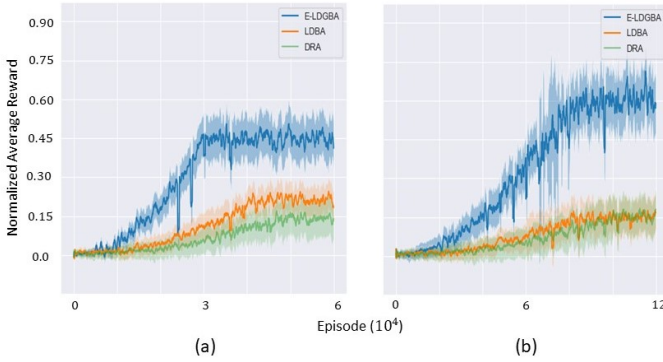 0.90
0.75
0.60
0.45
0.30
0.15
0.0
Normalized Average Reward
E-LDGBA
LDBA
DRA
0
3
6
(a)
E-LDGBA
LDBA
DRA
0
6
12
(b)
Episode (10⁴)